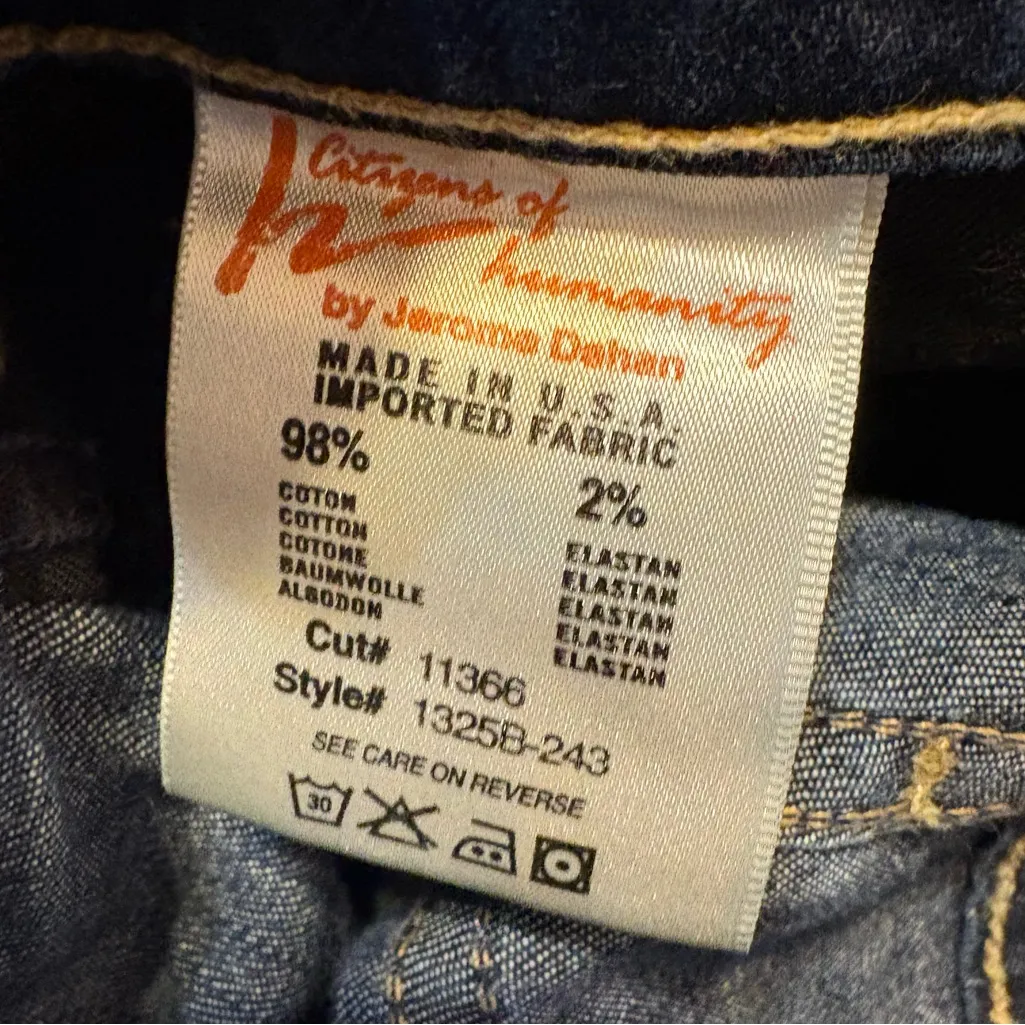 Citizens of
humanity
by Jerome Dahan
MADE IN U.S.A.
IMPORTED FABRIC
98%
COTON
COTTON
COTONE
BAUMWOLLE
ALGODON
2%
ELASTAN
ELASTAN
ELASTAN
ELASTAN
ELASTAN
Cut# 11366
Style# 1325B-243
SEE CARE ON REVERSE
30